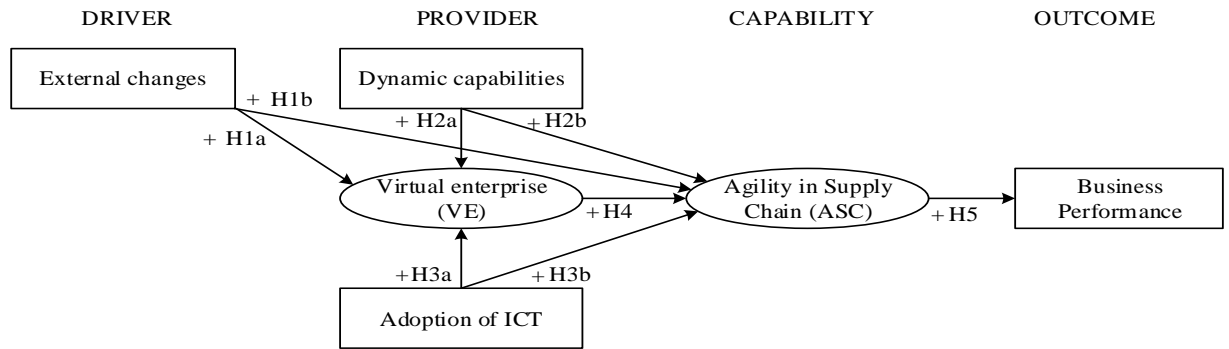 DRIVER
PROVIDER
CAPABILITY
OUTCOME
External changes
Dynamic capabilities
+ H1b
+ H1a
+H2a
+H2b
Virtual enprise
(VE)
+H4
Agility in Supply
Chain (ASC)
+H5
Business
Performance
+H3a
+H3b
Adoption of ICT